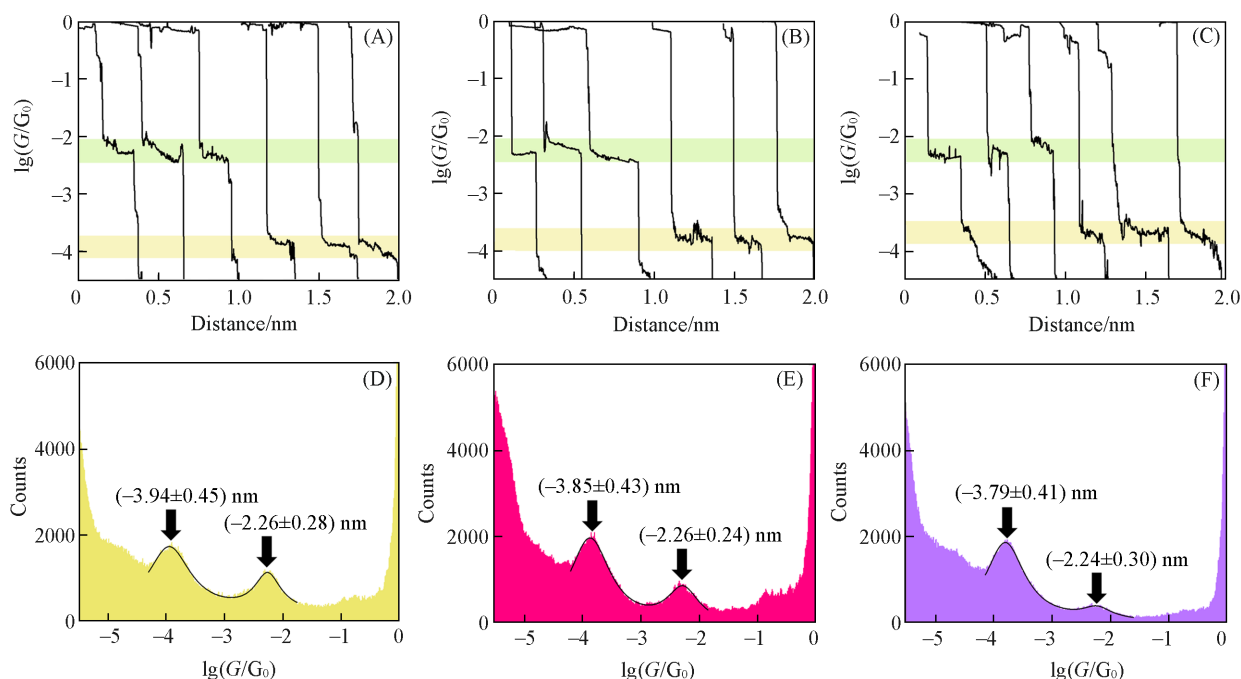 (A)
0
−1
−2
−3
−4
lg(G/G₀)
0 0.5 1.0 1.5 2.0
Distance/nm
(B)
0
−1
−2
−3
−4
lg(G/G₀)
0 0.5 1.0 1.5 2.0
Distance/nm
(C)
0
−1
−2
−3
−4
lg(G/G₀)
0 0.5 1.0 1.5 2.0
Distance/nm
(D)
6000
4000
2000
0
Counts
(−3.94±0.45) nm
(−2.26±0.28) nm
−5 −4 −3 −2 −1 0
lg(G/G₀)
(E)
6000
4000
2000
0
Counts
(−3.85±0.43) nm
(−2.26±0.24) nm
−5 −4 −3 −2 −1 0
lg(G/G₀)
(F)
6000
4000
2000
0
Counts
(−3.79±0.41) nm
(−2.24±0.30) nm
−5 −4 −3 −2 −1 0
lg(G/G₀)